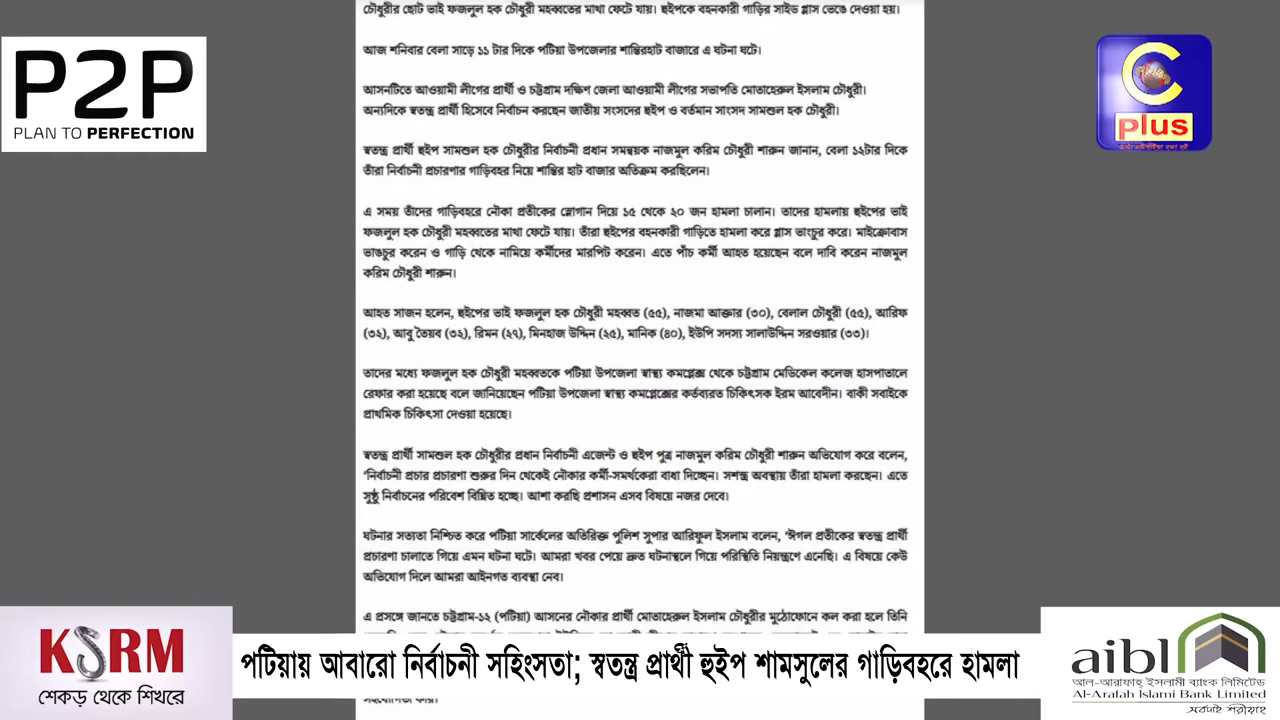 চৌধুরীর ছোট ভাই ফজলুল হক চৌধুরী মহব্বতের মাথা ফেটে যায়। হুইপকে বহনকারী গাড়ির সাইড গ্লাস ভেঙে দেওয়া হয়।
আজ শনিবার বেলা সাড়ে ১১ টার দিকে পটিয়া উপজেলার শান্তিরহাট বাজারে এ ঘটনা ঘটে।
আসনটিতে আওয়ামী লীগের প্রার্থী ও চট্টগ্রাম দক্ষিণ জেলা আওয়ামী লীগের সভাপতি মোতাহেরুল ইসলাম চৌধুরী।
অন্যদিকে স্বতন্ত্র প্রার্থী হিসেবে নির্বাচন করছেন জাতীয় সংসদের হুইপ ও বর্তমান সাংসদ সামশুল হক চৌধুরী।
স্বতন্ত্র প্রার্থী হুইপ সামশুল হক চৌধুরীর নির্বাচনী প্রধান সমন্বয়ক নাজমুল করিম চৌধুরী শারুন জানান, বেলা ১২টার দিকে
তাঁরা নির্বাচনী প্রচারণার গাড়িবহর নিয়ে শান্তির হাট বাজার অতিক্রম করছিলেন।
এ সময় তাঁদের গাড়িবহরে নৌকা প্রতীকের স্লোগান দিয়ে ১৫ থেকে ২০ জন হামলা চালান। তাদের হামলায় হুইপের ভাই
ফজলুল হক চৌধুরী মহব্বতের মাথা ফেটে যায়। তাঁরা হুইপের বহনকারী গাড়িতে হামলা করে গ্লাস ভাংচুর করে। মাইক্রোবাস
ভাঙচুর করেন ও গাড়ি থেকে নামিয়ে কর্মীদের মারপিট করেন। এতে পাঁচ কর্মী আহত হয়েছেন বলে দাবি করেন নাজমুল
করিম চৌধুরী শারুন।
আহত সাজন হলেন, হুইপের ভাই ফজলুল হক চৌধুরী মহব্বত (৫৫), নাজমা আক্তার (৩০), বেলাল চৌধুরী (৫৫), আরিফ
(৩২), আবু তৈয়ব (৩২), রিমন (২৭), মিনহাজ উদ্দিন (২৫), মানিক (৪০), ইউপি সদস্য সালাউদ্দিন সরওয়ার (৩৩)।
তাদের মধ্যে ফজলুল হক চৌধুরী মহব্বতকে পটিয়া উপজেলা স্বাস্থ্য কমপ্লেক্স থেকে চট্টগ্রাম মেডিকেল কলেজ হাসপাতালে
রেফার করা হয়েছে বলে জানিয়েছেন পটিয়া উপজেলা স্বাস্থ্য কমপ্লেক্সের কর্তব্যরত চিকিৎসক ইরম আবেদীন। বাকী সবাইকে
প্রাথমিক চিকিৎসা দেওয়া হয়েছে।
স্বতন্ত্র প্রার্থী সামশুল হক চৌধুরীর প্রধান নির্বাচনী এজেন্ট ও হুইপ পুত্র নাজমুল করিম চৌধুরী শারুন অভিযোগ করে বলেন,
‘নির্বাচনী প্রচার প্রচারণা শুরুর দিন থেকেই নৌকার কর্মী-সমর্থকেরা বাধা দিচ্ছেন। সশস্ত্র অবস্থায় তাঁরা হামলা করছেন। এতে
সুষ্ঠু নির্বাচনের পরিবেশ বিঘ্নিত হচ্ছে। আশা করছি প্রশাসন এসব বিষয়ে নজর দেবে।
ঘটনার সত্যতা নিশ্চিত করে পটিয়া সার্কেলের অতিরিক্ত পুলিশ সুপার আরিফুল ইসলাম বলেন, ‘ঈগল প্রতীকের স্বতন্ত্র প্রার্থী
প্রচারণা চালাতে গিয়ে এমন ঘটনা ঘটে। আমরা খবর পেয়ে দ্রুত ঘটনাস্থলে গিয়ে পরিস্থিতি নিয়ন্ত্রণে এনেছি। এ বিষয়ে কেউ
অভিযোগ দিলে আমরা আইনগত ব্যবস্থা নেব।
এ প্রসঙ্গে জানতে চট্টগ্রাম-১২ (পটিয়া) আসনের নৌকার প্রার্থী মোতাহেরুল ইসলাম চৌধুরীর মুঠোফোনে কল করা হলে তিনি
P2P
PLAN TO PERFECTION
C
plus
KSRM
শেকড় থেকে শিখরে
পটিয়ায় আবারো নির্বাচনী সহিংসতা; স্বতন্ত্র প্রার্থী হুইপ শামসুলের গাড়িবহরে হামলা
aibl
আল-আরাফাহ্ ইসলামী ব্যাংক লিমিটেড
Al-Arafah Islami Bank Limited
সর্বদাই শরীয়াহ্